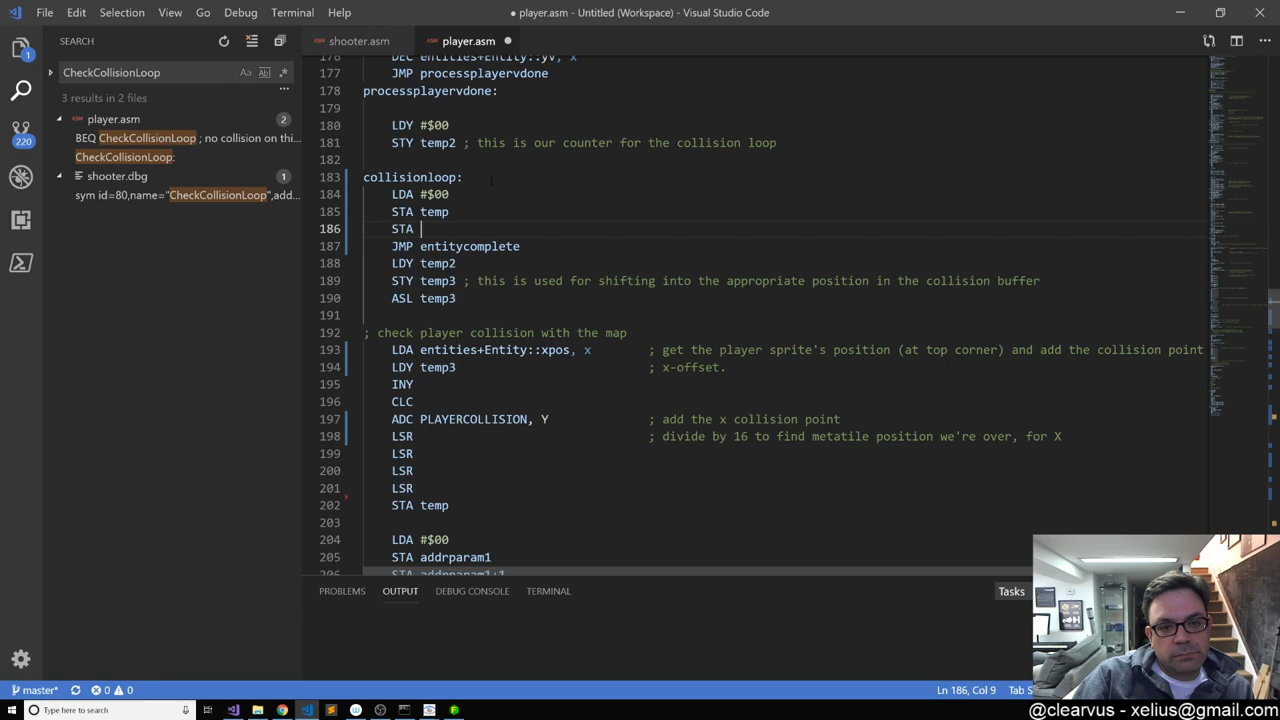 File Edit Selection View Go Debug Terminal Help
● player.asm - Untitled (Workspace) - Visual Studio Code
SEARCH
CheckCollisionLoop
Aa Abl .*
3 results in 2 files
player.asm 2
BEQ CheckCollisionLoop ; no collision on thi...
CheckCollisionLoop:
shooter.dbg 1
sym id=80,name="CheckCollisionLoop",add...
1
220
shooter.asm player.asm ●
176 DEC entities+Entity::yv, x
177 JMP processplayervdone
178 processplayervdone:
179
180 LDY #$00
181 STY temp2 ; this is our counter for the collision loop
182
183 collisionloop:
184 LDA #$00
185 STA temp
186 STA
187 JMP entitycomplete
188 LDY temp2
189 STY temp3 ; this is used for shifting into the appropriate position in the collision buffer
190 ASL temp3
191
192 ; check player collision with the map
193 LDA entities+Entity::xpos, x ; get the player sprite's position (at top corner) and add the collision point
194 LDY temp3 ; x-offset.
195 INY
196 CLC
197 ADC PLAYERCOLLISION, Y ; add the x collision point
198 LSR ; divide by 16 to find metatile position we're over, for X
199 LSR
200 LSR
201 LSR
202 STA temp
203
204 LDA #$00
205 STA addrparam1
206 STA addrparam1+1
PROBLEMS OUTPUT DEBUG CONSOLE TERMINAL Tasks
master* 0 0 Ln 186, Col 9 Tab S
Type here to search
@clearvus - xelius@gmail.com